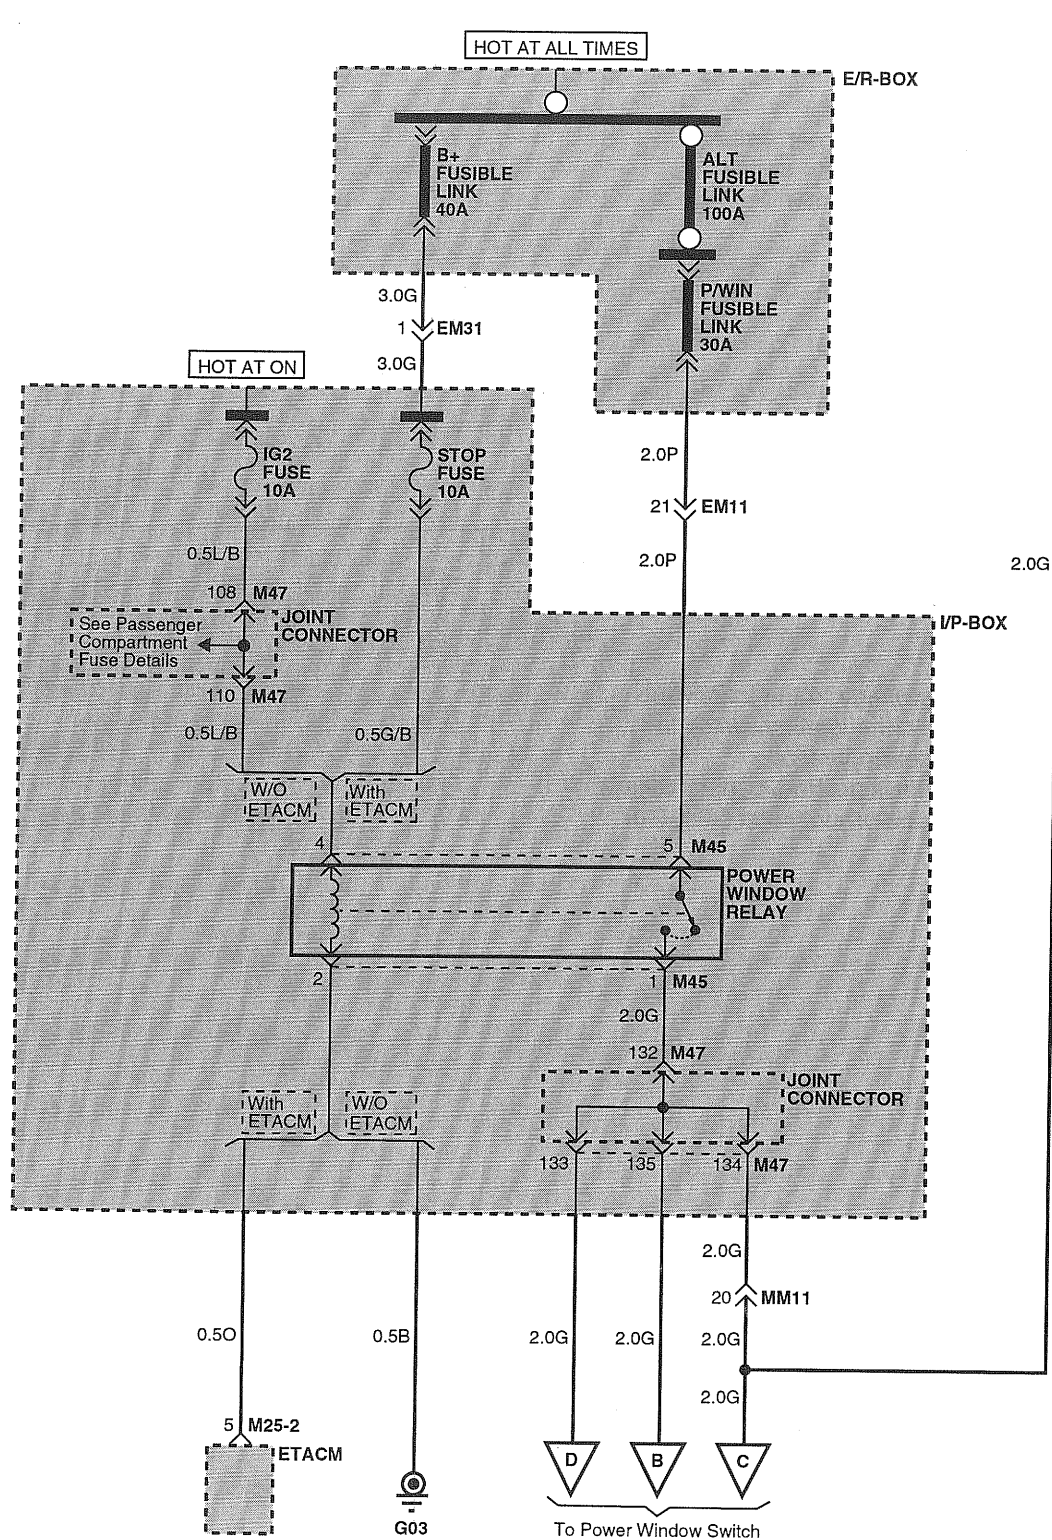 HOT AT ALL TIMES
E/R-BOX
B+
FUSIBLE
LINK
40A
ALT
FUSIBLE
LINK
100A
P/WIN
FUSIBLE
LINK
30A
3.0G
1 EM31
3.0G
HOT AT ON
IG2
FUSE
10A
STOP
FUSE
10A
2.0P
21 EM11
2.0P
2.0G
0.5L/B
108 M47
JOINT
CONNECTOR
See Passenger
Compartment
Fuse Details
I/P-BOX
110 M47
0.5L/B
0.5G/B
W/O
ETACM
With
ETACM
4
5 M45
POWER
WINDOW
RELAY
2
1 M45
2.0G
132 M47
JOINT
CONNECTOR
With
ETACM
W/O
ETACM
133
135
134 M47
2.0G
20 MM11
0.5O
0.5B
2.0G
2.0G
2.0G
2.0G
5 M25-2
ETACM
D
B
C
G03
To Power Window Switch